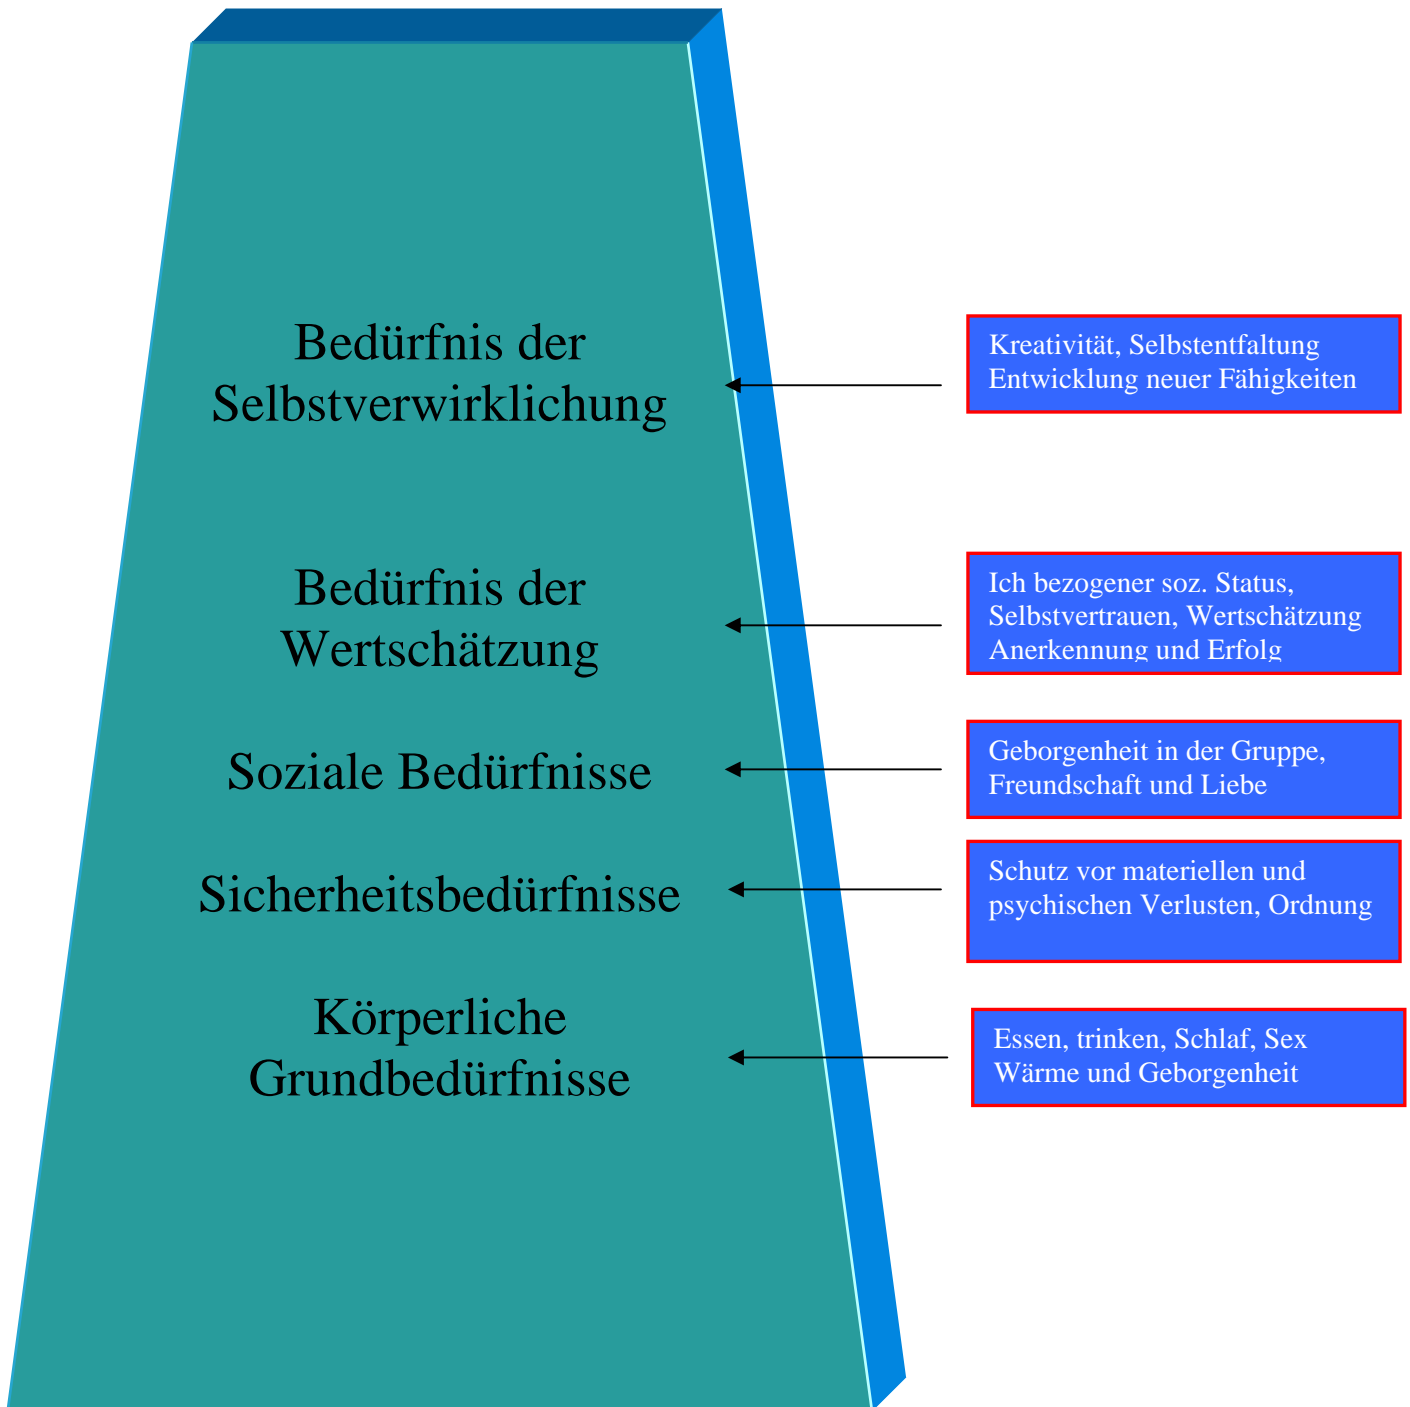 Bedürfnis der
Selbstverwirklichung
Kreativität, Selbstentfaltung
Entwicklung neuer Fähigkeiten
Bedürfnis der
Wertschätzung
Ich bezogener soz. Status,
Selbstvertrauen, Wertschätzung
Anerkennung und Erfolg
Soziale Bedürfnisse
Geborgenheit in der Gruppe,
Freundschaft und Liebe
Sicherheitsbedürfnisse
Schutz vor materiellen und
psychischen Verlusten, Ordnung
Körperliche
Grundbedürfnisse
Essen, trinken, Schlaf, Sex
Wärme und Geborgenheit